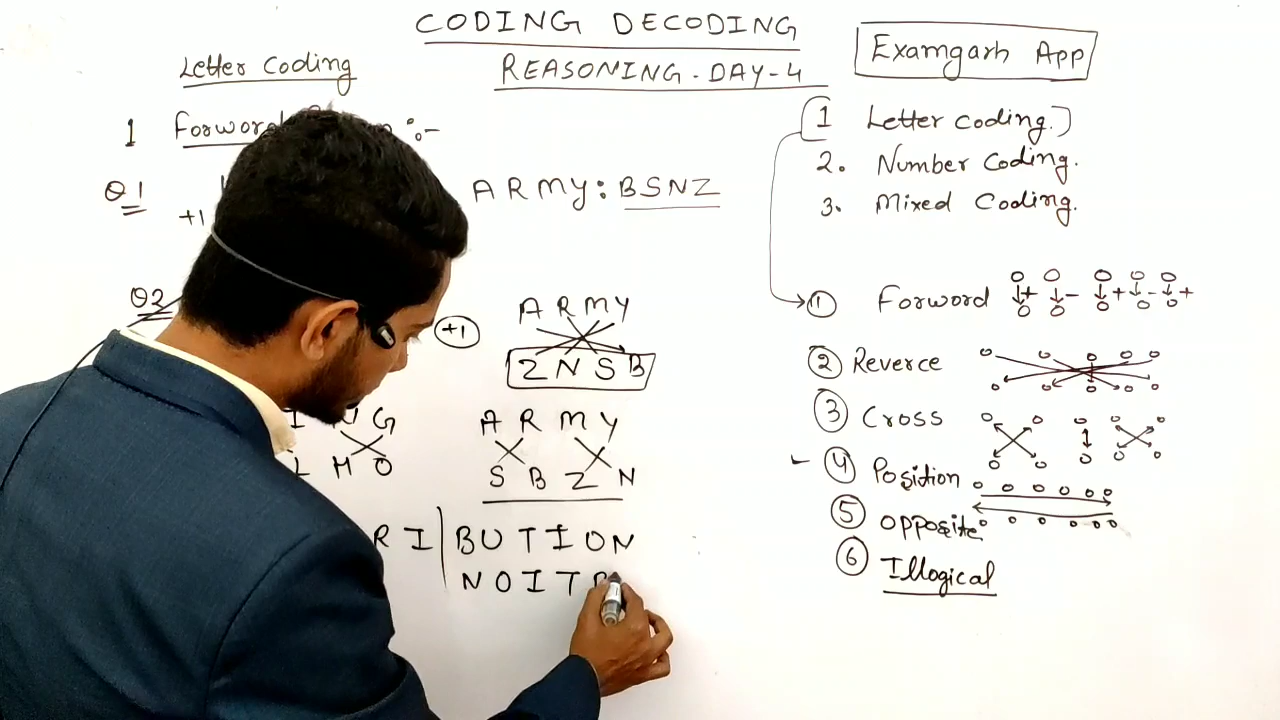 CODING DECODING
REASONING-DAY-4
Examgarh App
Letter Coding
1 Forword :-
Q1
+1
ARMY: BSNZ
1 Letter Coding.
2. Number Coding.
3. Mixed Coding.
Q2
+1
ARMY
ZNSB
G
L H O
ARMY
SBZN
R I | BUTION
NOIT
① Forword + - + - +
② Reverce
③ Cross
④ Position
⑤ Opposite
⑥ Illogical